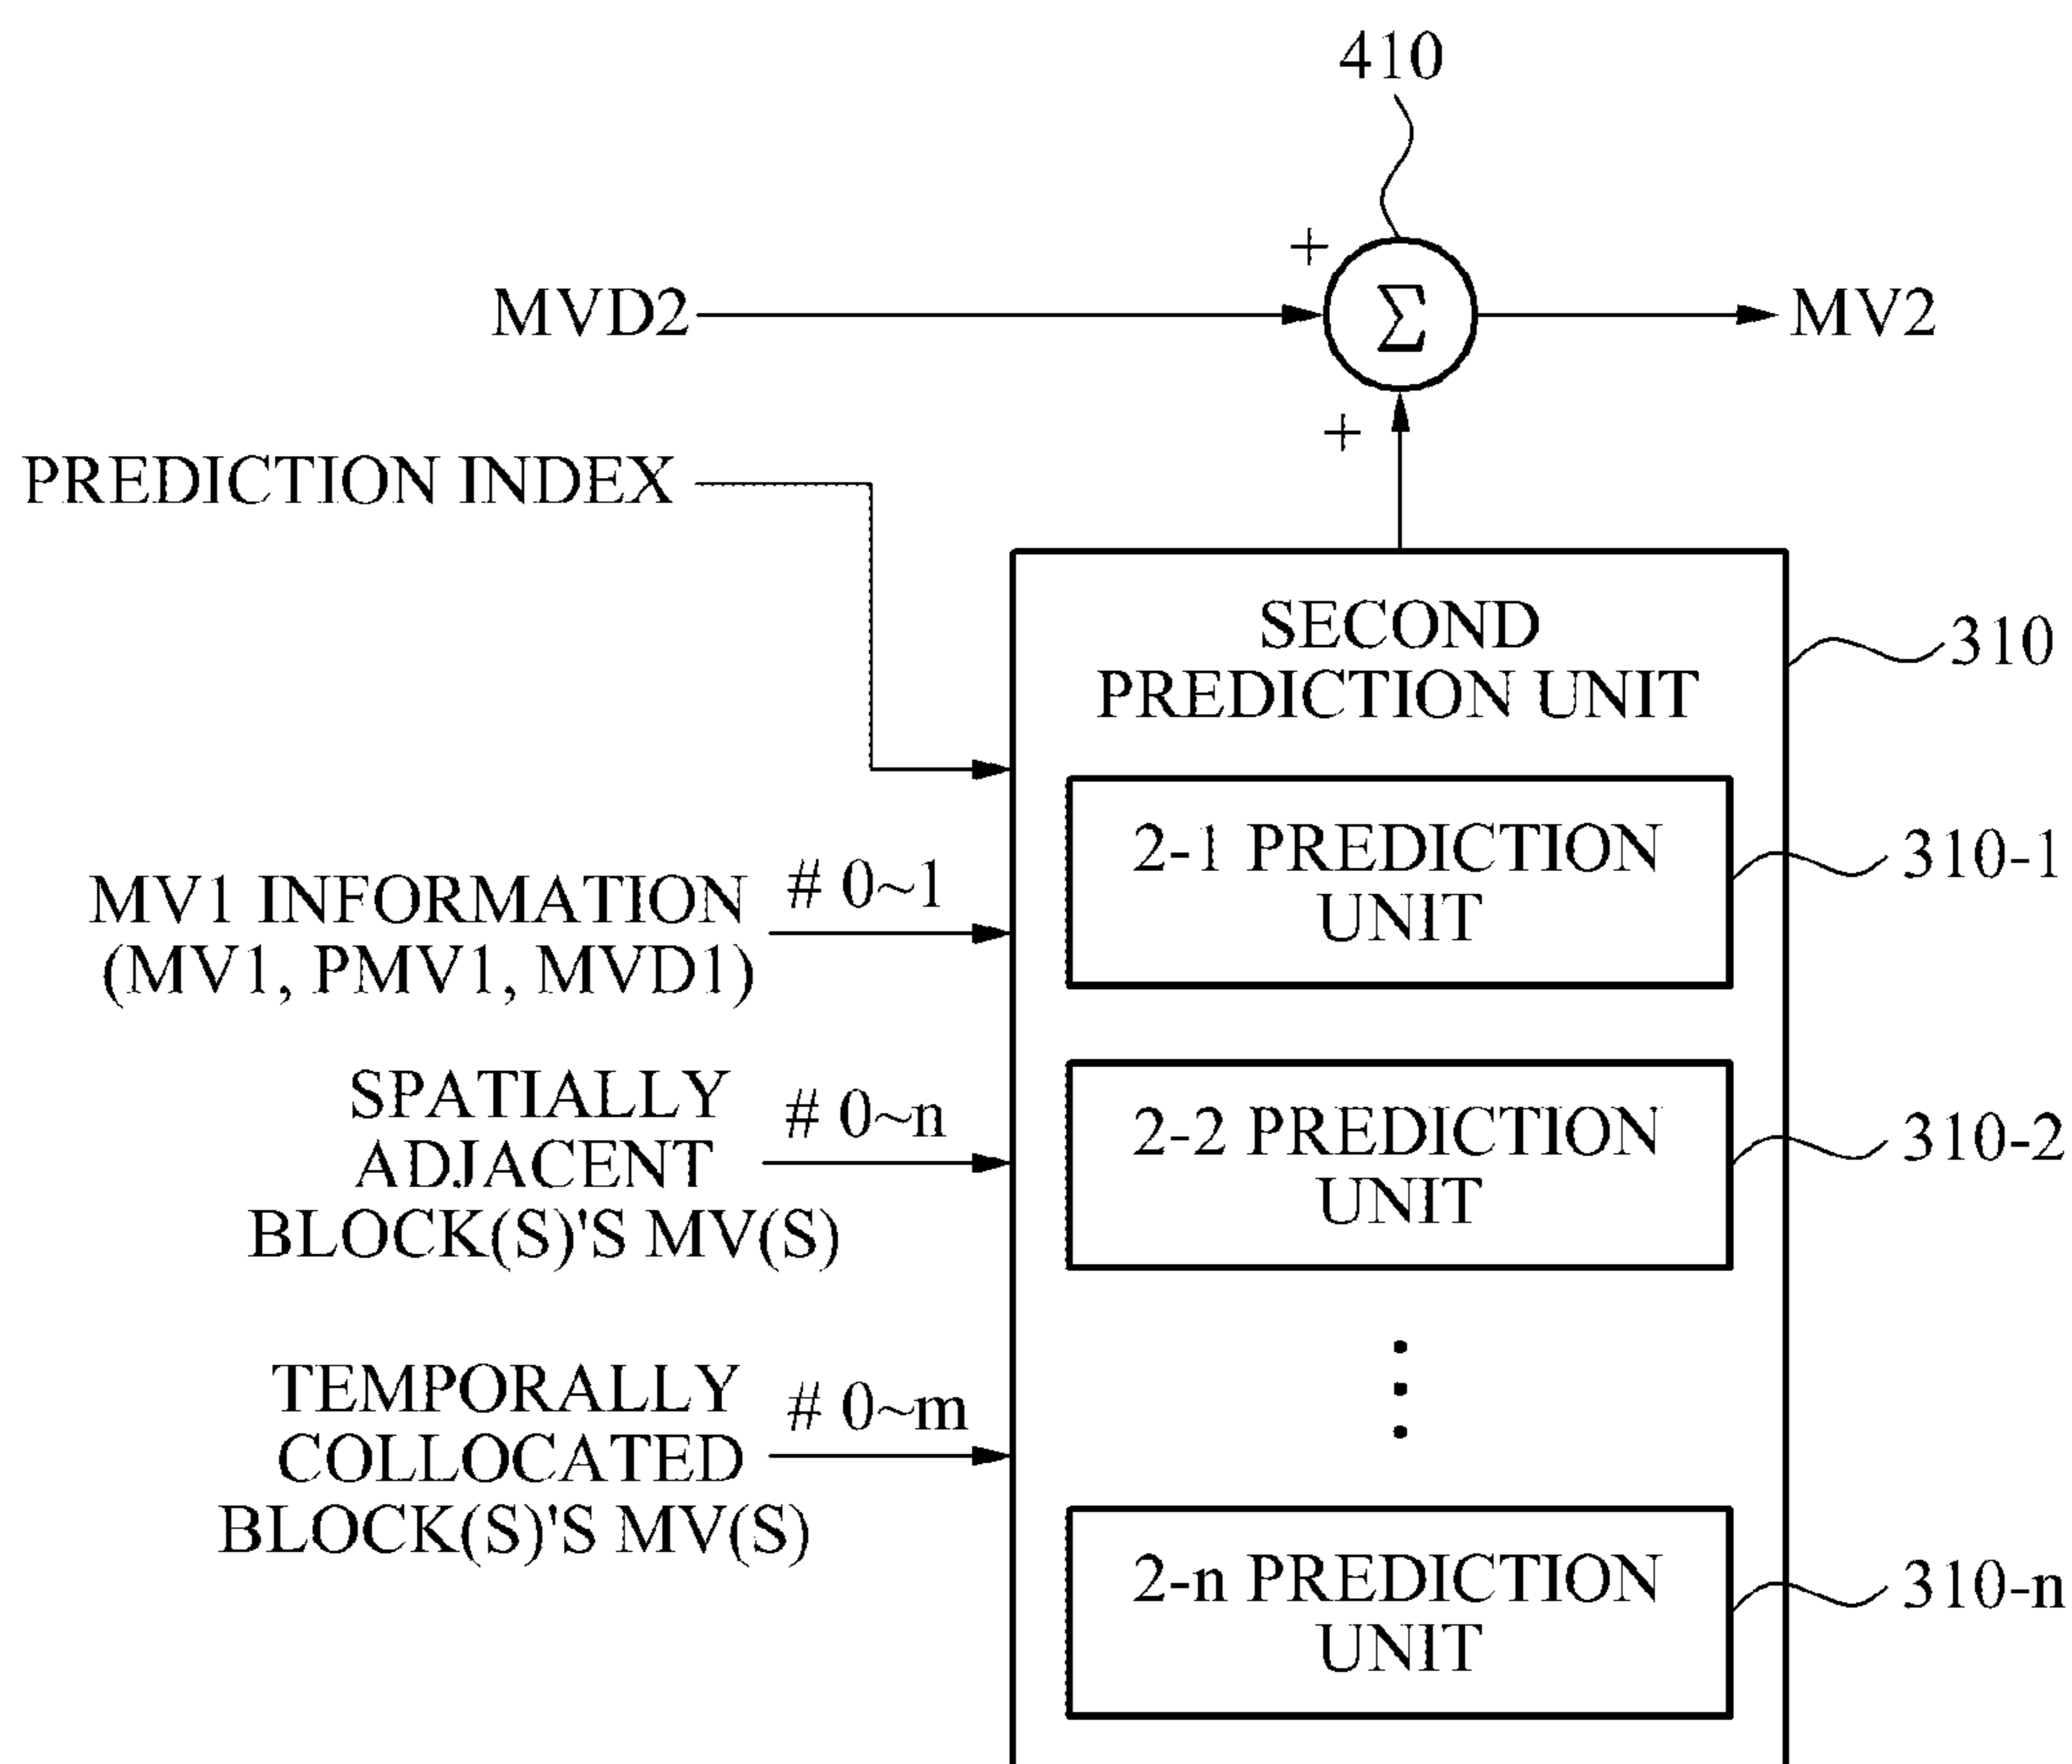 410
+
MVD2
Σ
MV2
+
PREDICTION INDEX
SECOND
PREDICTION UNIT
310
2-1 PREDICTION
UNIT
310-1
MV1 INFORMATION
(MV1, PMV1, MVD1)
# 0~1
SPATIALLY
ADJACENT
BLOCK(S)'S MV(S)
# 0~n
2-2 PREDICTION
UNIT
310-2
TEMPORALLY
COLLOCATED
BLOCK(S)'S MV(S)
# 0~m
2-n PREDICTION
UNIT
310-n